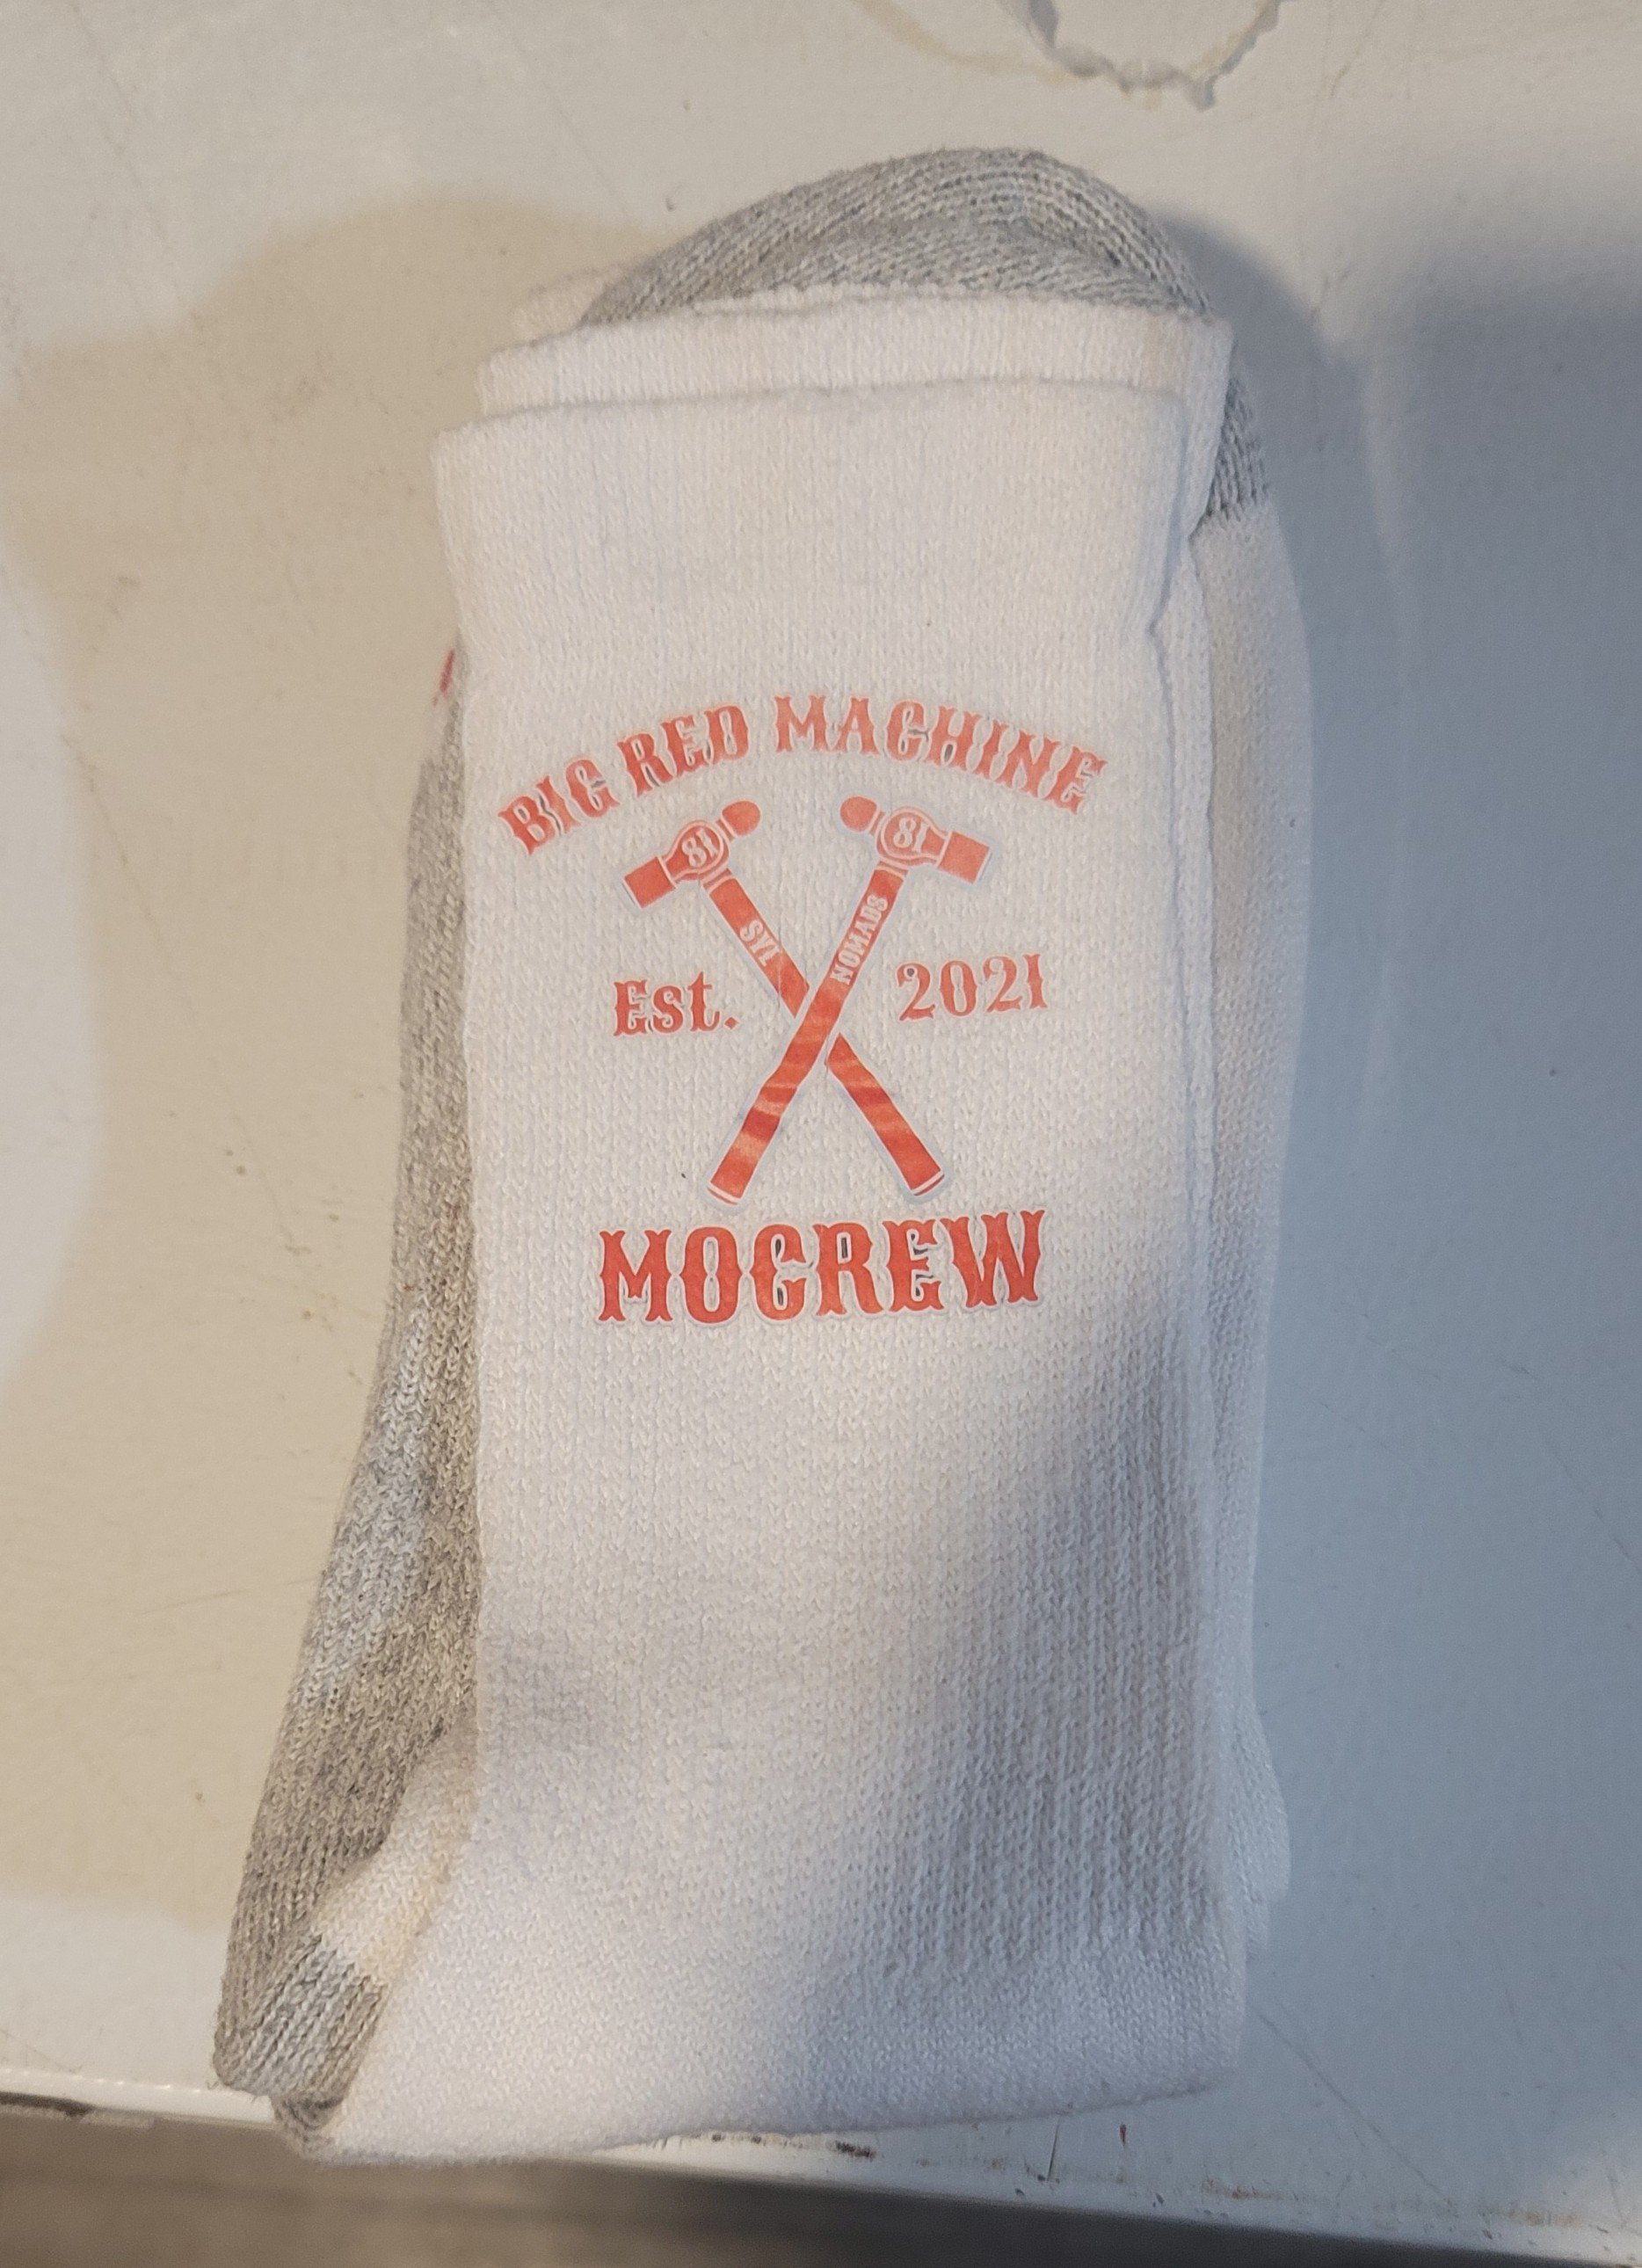 BIG RED MACHINE
81
81
SYL
NOMADS
Est. 2021
MOCREW